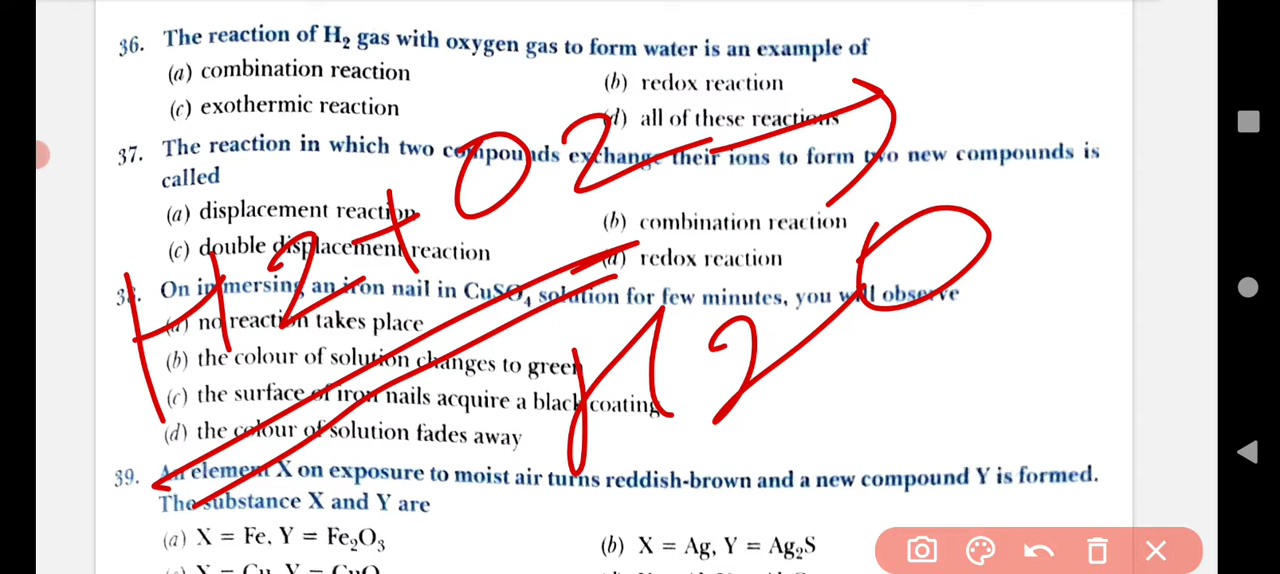 36. The reaction of H₂ gas with oxygen gas to form water is an example of
(a) combination reaction (b) redox reaction
(c) exothermic reaction (d) all of these reactions
37. The reaction in which two compounds exchange their ions to form two new compounds is
called
(a) displacement reaction (b) combination reaction
(c) double displacement reaction (d) redox reaction
38. On immersing an iron nail in CuSO₄ solution for few minutes, you will observe
(a) no reaction takes place
(b) the colour of solution changes to green
(c) the surface of iron nails acquire a black coating
(d) the colour of solution fades away
39. An element X on exposure to moist air turns reddish-brown and a new compound Y is formed.
The substance X and Y are
(a) X = Fe, Y = Fe₂O₃ (b) X = Ag, Y = Ag₂S
H2+O2→
H2O